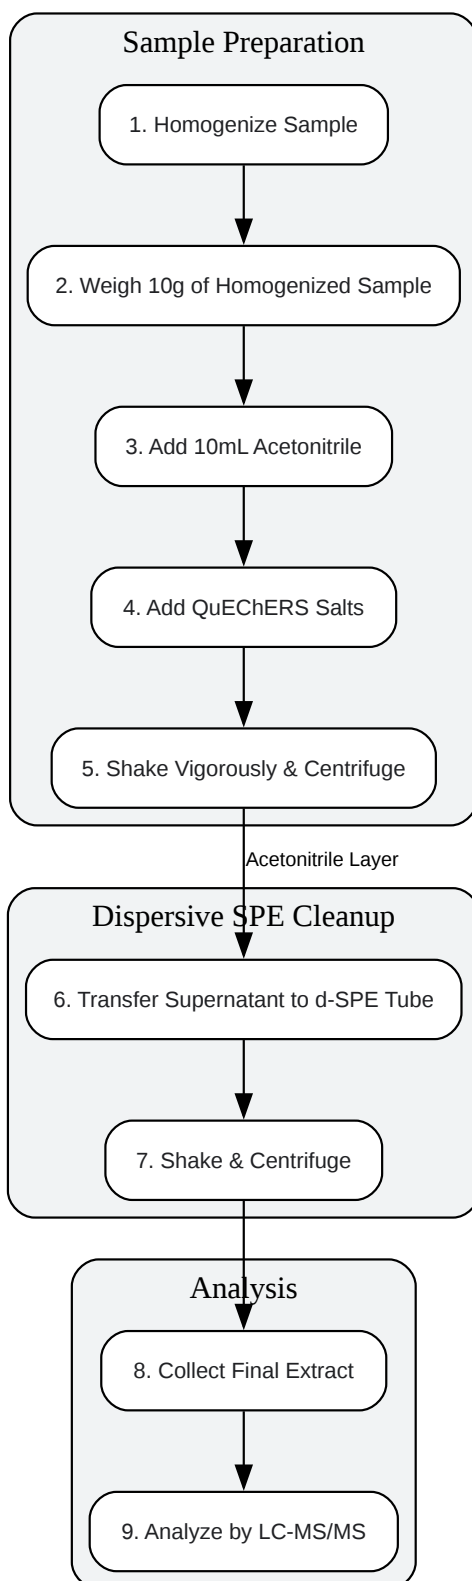 Sample Preparation
1. Homogenize Sample
2. Weigh 10g of Homogenized Sample
3. Add 10mL Acetonitrile
4. Add QuEChERS Salts
5. Shake Vigorously & Centrifuge
Acetonitrile Layer
Dispersive SPE Cleanup
6. Transfer Supernatant to d-SPE Tube
7. Shake & Centrifuge
Analysis
8. Collect Final Extract
9. Analyze by LC-MS/MS